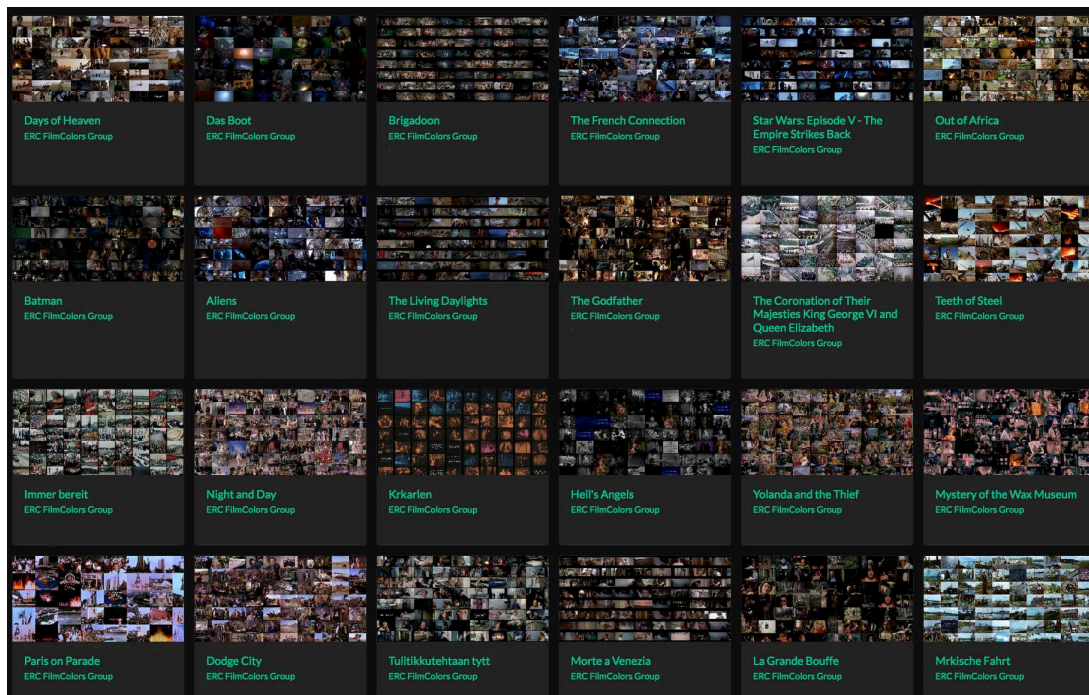 Days of Heaven
ERC FilmColors Group
Das Boot
ERC FilmColors Group
Brigadoon
ERC FilmColors Group
The French Connection
ERC FilmColors Group
Star Wars: Episode V - The
Empire Strikes Back
ERC FilmColors Group
Out of Africa
ERC FilmColors Group
Batman
ERC FilmColors Group
Aliens
ERC FilmColors Group
The Living Daylights
ERC FilmColors Group
The Godfather
ERC FilmColors Group
The Coronation of Their
Majesties King George VI and
Queen Elizabeth
ERC FilmColors Group
Teeth of Steel
ERC FilmColors Group
Immer bereit
ERC FilmColors Group
Night and Day
ERC FilmColors Group
Krkarlen
ERC FilmColors Group
Hell's Angels
ERC FilmColors Group
Yolanda and the Thief
ERC FilmColors Group
Mystery of the Wax Museum
ERC FilmColors Group
Paris on Parade
ERC FilmColors Group
Dodge City
ERC FilmColors Group
Tulitikkutehtaan tytt
ERC FilmColors Group
Morte a Venezia
ERC FilmColors Group
La Grande Bouffe
ERC FilmColors Group
Mrkische Fahrt
ERC FilmColors Group